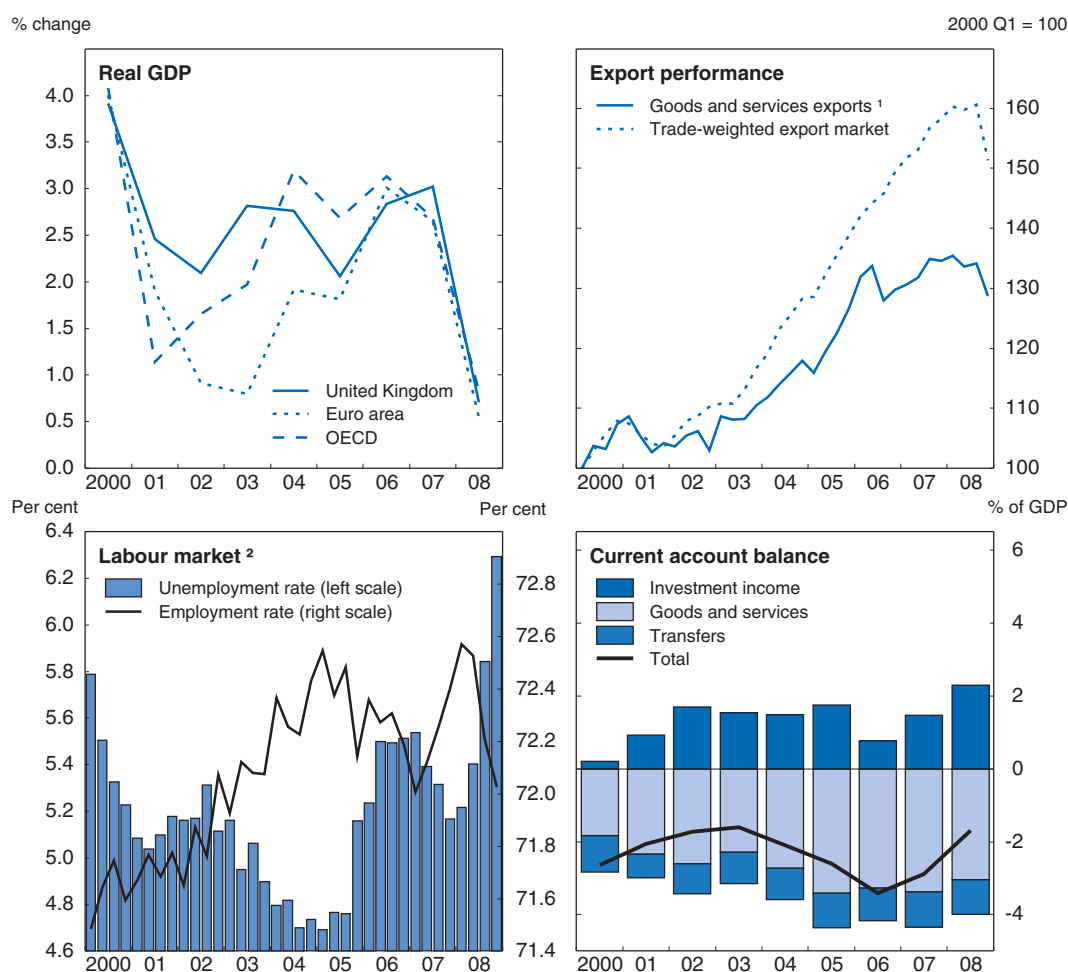 % change
2000 Q1 = 100
Real GDP
4.0
3.5
3.0
2.5
2.0
1.5
1.0
0.5
0.0
United Kingdom
Euro area
OECD
2000 01 02 03 04 05 06 07 08
Export performance
Goods and services exports ¹
Trade-weighted export market
160
150
140
130
120
110
100
2000 01 02 03 04 05 06 07 08
Per cent
Per cent
Labour market ²
Unemployment rate (left scale)
Employment rate (right scale)
6.4
6.2
6.0
5.8
5.6
5.4
5.2
5.0
4.8
4.6
72.8
72.6
72.4
72.2
72.0
71.8
71.6
71.4
2000 01 02 03 04 05 06 07 08
% of GDP
Current account balance
Investment income
Goods and services
Transfers
Total
6
4
2
0
-2
-4
2000 01 02 03 04 05 06 07 08